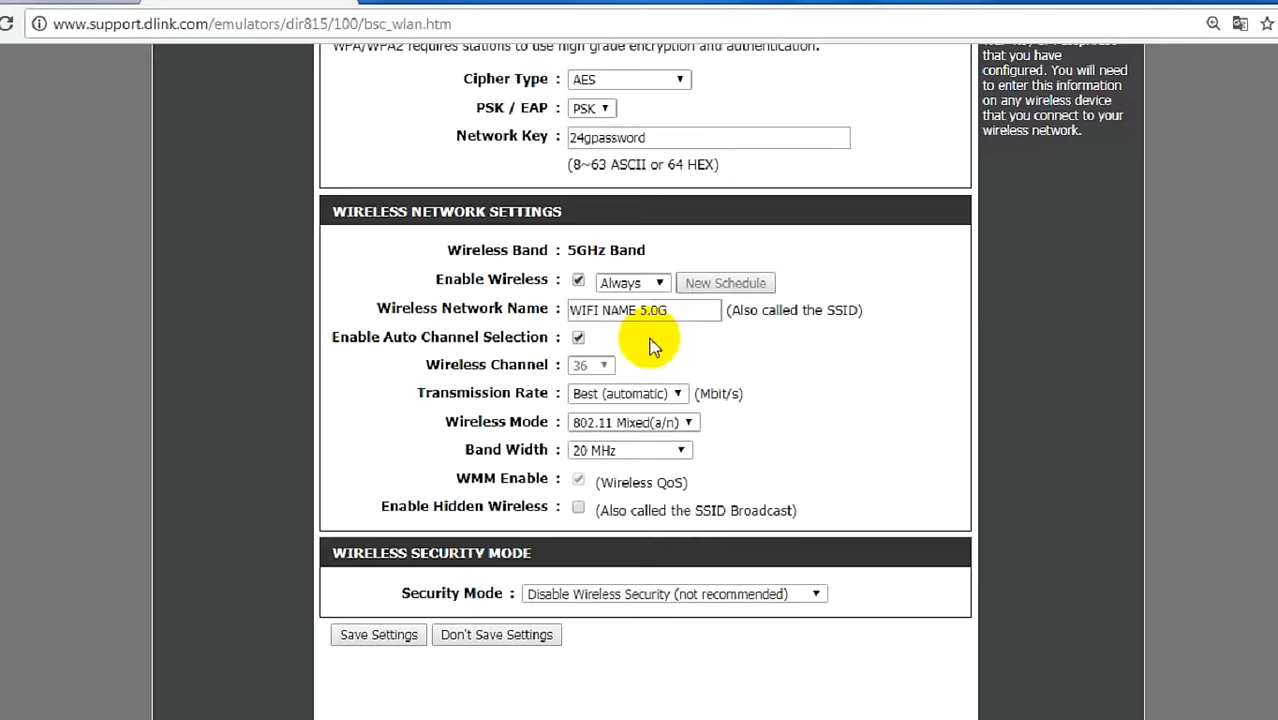 www.support.dlink.com/emulators/dir815/100/bsc_wlan.htm
WPA/WPA2 requires stations to use high grade encryption and authentication.
Cipher Type : AES
PSK / EAP : PSK
Network Key : 24gpassword
(8~63 ASCII or 64 HEX)
that you have
configured. You will need
to enter this information
on any wireless device
that you connect to your
wireless network.
WIRELESS NETWORK SETTINGS
Wireless Band : 5GHz Band
Enable Wireless : Always New Schedule
Wireless Network Name : WIFI NAME 5.0G (Also called the SSID)
Enable Auto Channel Selection :
Wireless Channel : 36
Transmission Rate : Best (automatic) (Mbit/s)
Wireless Mode : 802.11 Mixed(a/n)
Band Width : 20 MHz
WMM Enable : (Wireless QoS)
Enable Hidden Wireless : (Also called the SSID Broadcast)
WIRELESS SECURITY MODE
Security Mode : Disable Wireless Security (not recommended)
Save Settings Don't Save Settings